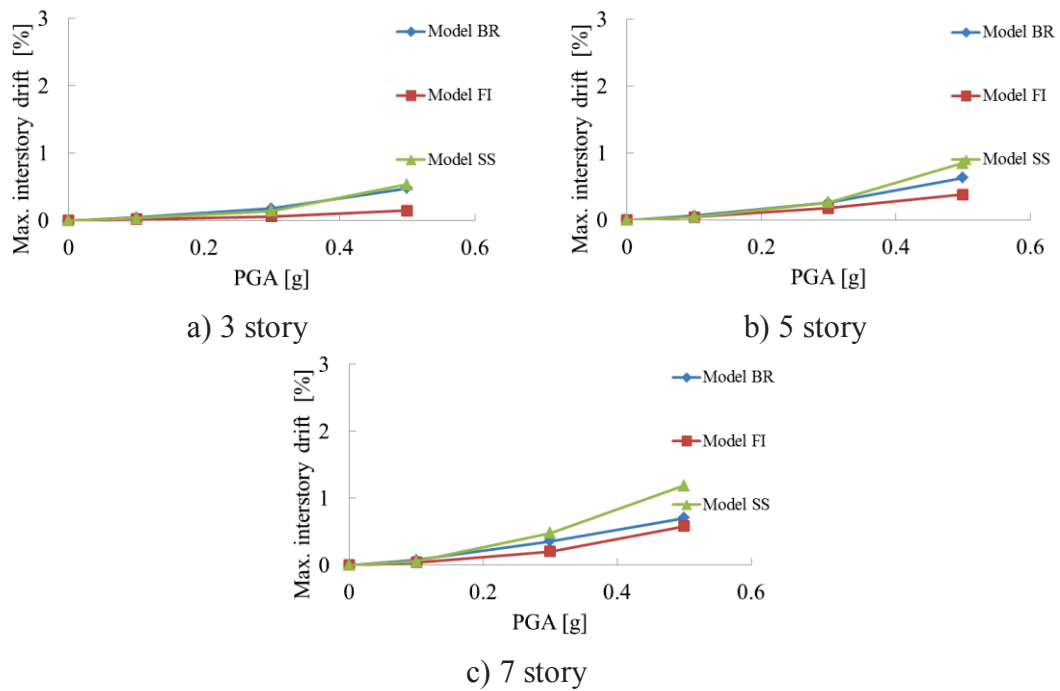 Max. interstory drift [%]
3
2
1
0
0
0.2
0.4
0.6
PGA [g]
Model BR
Model FI
Model SS
a) 3 story
Max. interstory drift [%]
3
2
1
0
0
0.2
0.4
0.6
PGA [g]
Model BR
Model FI
Model SS
b) 5 story
Max. interstory drift [%]
3
2
1
0
0
0.2
0.4
0.6
PGA [g]
Model BR
Model FI
Model SS
c) 7 story